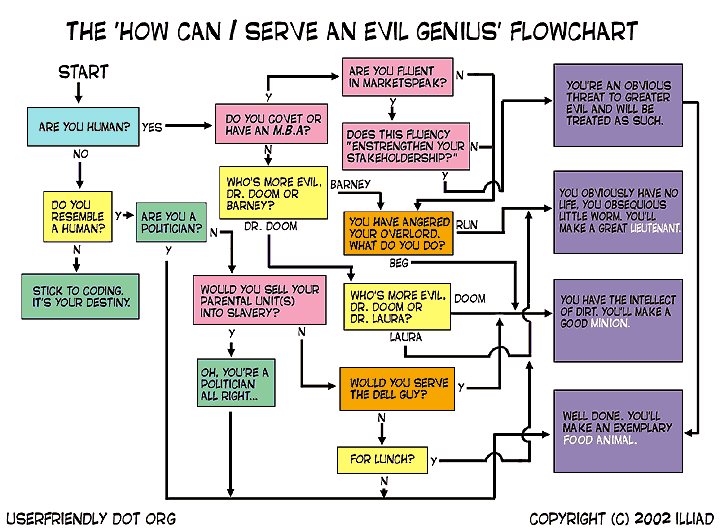 THE 'HOW CAN I SERVE AN EVIL GENIUS' FLOWCHART
START
ARE YOU HUMAN?
YES
NO
DO YOU COVET OR
HAVE AN M.B.A?
Y
N
ARE YOU FLUENT
IN MARKETSPEAK?
N
Y
DOES THIS FLUENCY
"ENSTRENGTHEN YOUR
STAKEHOLDERSHIP?"
N
Y
YOU'RE AN OBVIOUS
THREAT TO GREATER
EVIL AND WILL BE
TREATED AS SUCH.
WHO'S MORE EVIL,
DR. DOOM OR
BARNEY?
BARNEY
DR. DOOM
DO YOU
RESEMBLE
A HUMAN?
Y
N
ARE YOU A
POLITICIAN?
N
Y
YOU HAVE ANGERED
YOUR OVERLORD.
WHAT DO YOU DO?
RUN
BEG
YOU OBVIOUSLY HAVE NO
LIFE, YOU OBSEQUIOUS
LITTLE WORM. YOU'LL
MAKE A GREAT LIEUTENANT.
STICK TO CODING.
IT'S YOUR DESTINY.
WOULD YOU SELL YOUR
PARENTAL UNIT(S)
INTO SLAVERY?
Y
N
WHO'S MORE EVIL,
DR. DOOM OR
DR. LAURA?
DOOM
LAURA
YOU HAVE THE INTELLECT
OF DIRT. YOU'LL MAKE A
GOOD MINION.
OH, YOU'RE A
POLITICIAN
ALL RIGHT...
WOULD YOU SERVE
THE DELL GUY?
Y
N
FOR LUNCH?
Y
N
WELL DONE. YOU'LL
MAKE AN EXEMPLARY
FOOD ANIMAL.
USERFRIENDLY DOT ORG
COPYRIGHT (C) 2002 ILLIAD